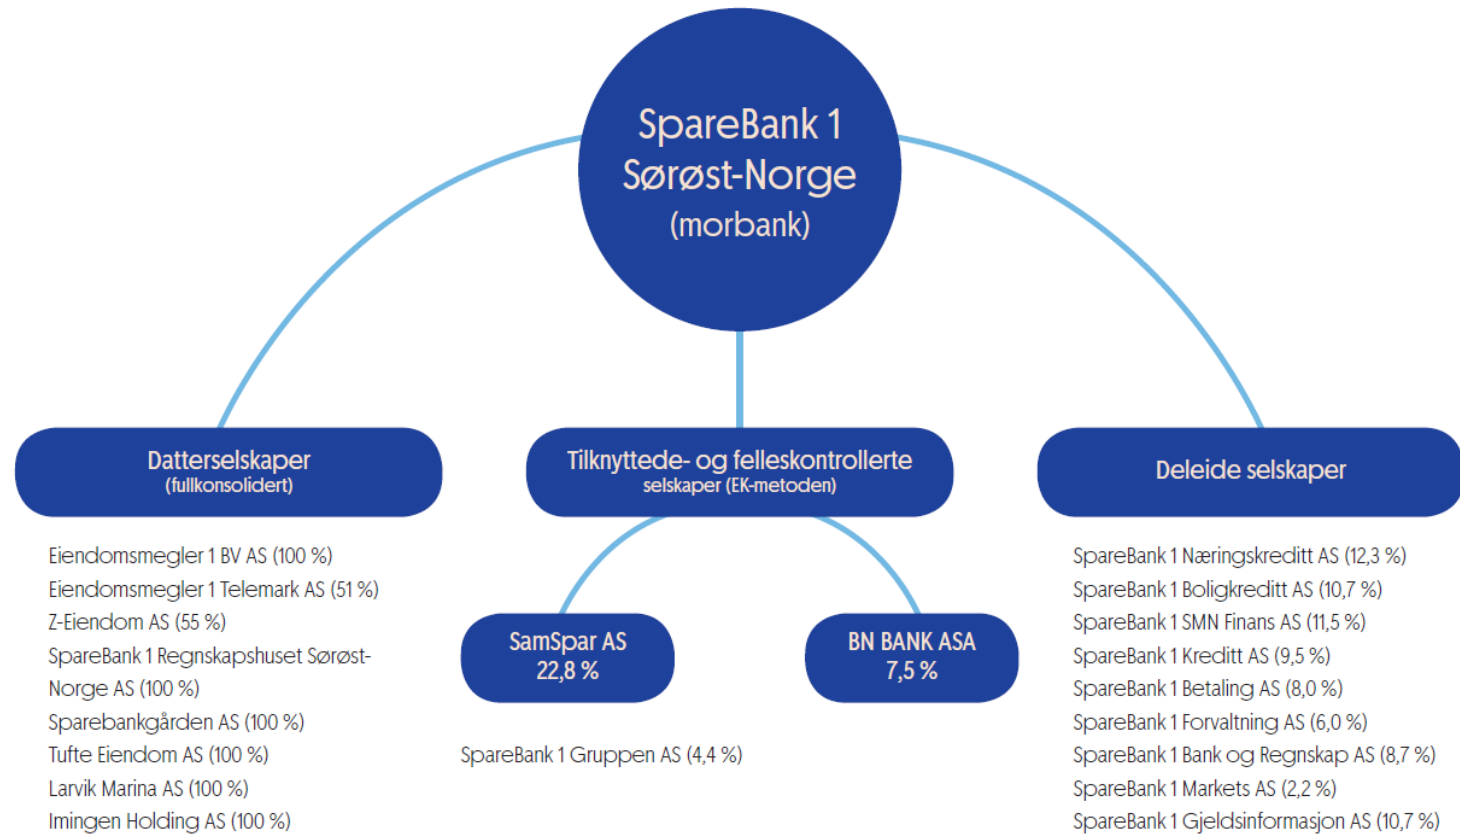 SpareBank 1
Sørøst-Norge
(morbank)
Datterselskaper
(fullkonsolidert)
Eiendomsmegler 1 BV AS (100 %)
Eiendomsmegler 1 Telemark AS (51 %)
Z-Eiendom AS (55 %)
SpareBank 1 Regnskapshuset Sørøst-
Norge AS (100 %)
Sparebankgården AS (100 %)
Tufte Eiendom AS (100 %)
Larvik Marina AS (100 %)
Imingen Holding AS (100 %)
Tilknyttede- og felleskontrollerte
selskaper (EK-metoden)
SamSpar AS
22,8 %
BN BANK ASA
7,5 %
SpareBank 1 Gruppen AS (4,4 %)
Deleide selskaper
SpareBank 1 Næringskreditt AS (12,3 %)
SpareBank 1 Boligkreditt AS (10,7 %)
SpareBank 1 SMN Finans AS (11,5 %)
SpareBank 1 Kreditt AS (9,5 %)
SpareBank 1 Betaling AS (8,0 %)
SpareBank 1 Forvaltning AS (6,0 %)
SpareBank 1 Bank og Regnskap AS (8,7 %)
SpareBank 1 Markets AS (2,2 %)
SpareBank 1 Gjeldsinformasjon AS (10,7 %)